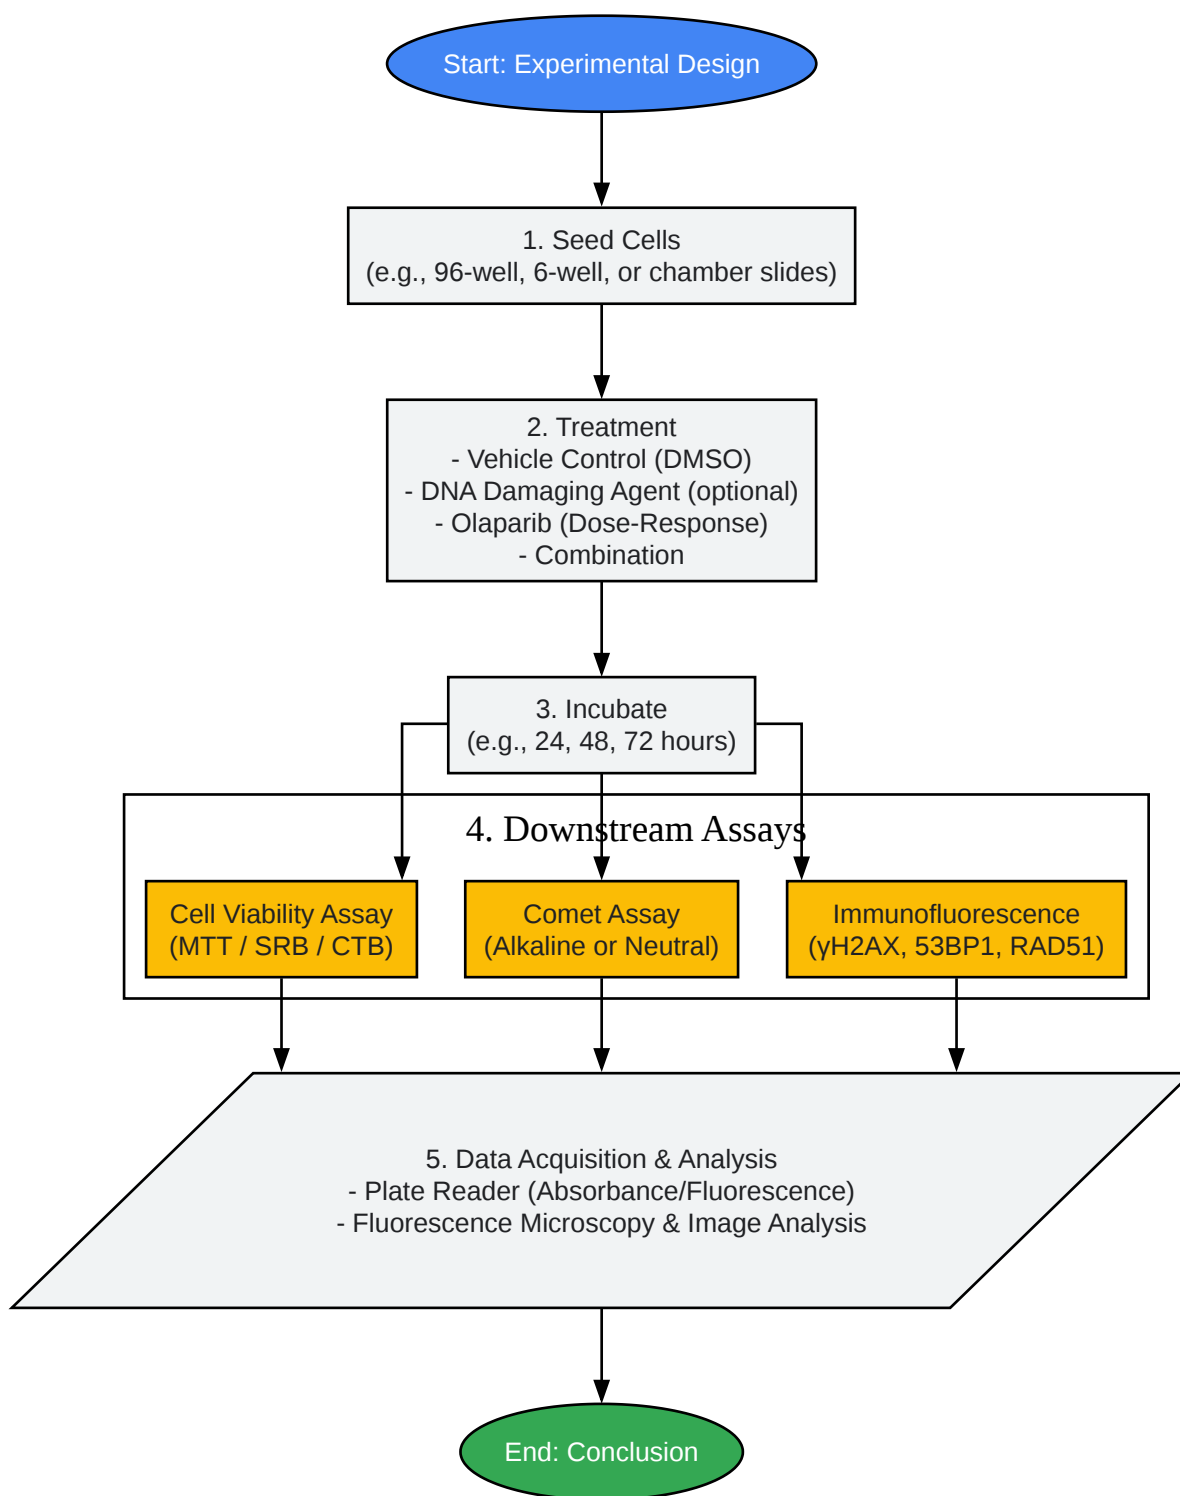 Start: Experimental Design
1. Seed Cells
(e.g., 96-well, 6-well, or chamber slides)
2. Treatment
- Vehicle Control (DMSO)
- DNA Damaging Agent (optional)
- Olaparib (Dose-Response)
- Combination
3. Incubate
(e.g., 24, 48, 72 hours)
4. Downstream Assays
Cell Viability Assay
(MTT / SRB / CTB)
Comet Assay
(Alkaline or Neutral)
Immunofluorescence
(γH2AX, 53BP1, RAD51)
5. Data Acquisition & Analysis
- Plate Reader (Absorbance/Fluorescence)
- Fluorescence Microscopy & Image Analysis
End: Conclusion